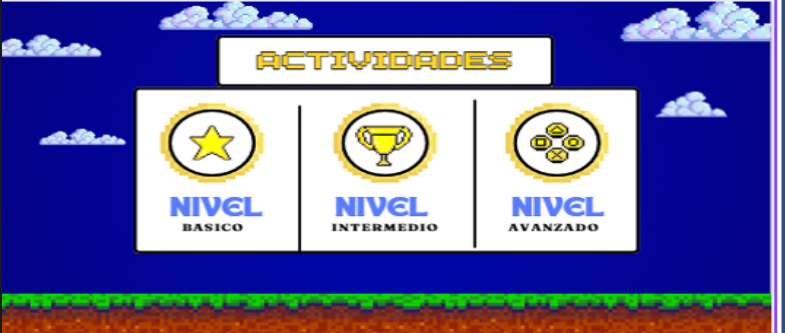 ACTIVIDADES
NIVEL
BASICO
NIVEL
INTERMEDIO
NIVEL
AVANZADO